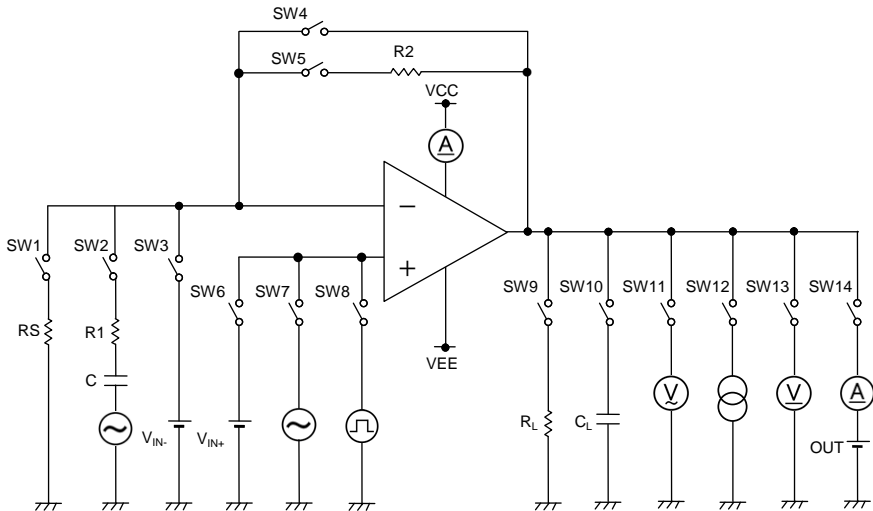 SW4
SW5
R2
VCC
A
−
+
SW1
SW2
SW3
SW6
SW7
SW8
SW9
SW10
SW11
SW12
SW13
SW14
VEE
RS
R1
C
VIN-
VIN+
RL
CL
V
V
A
OUT